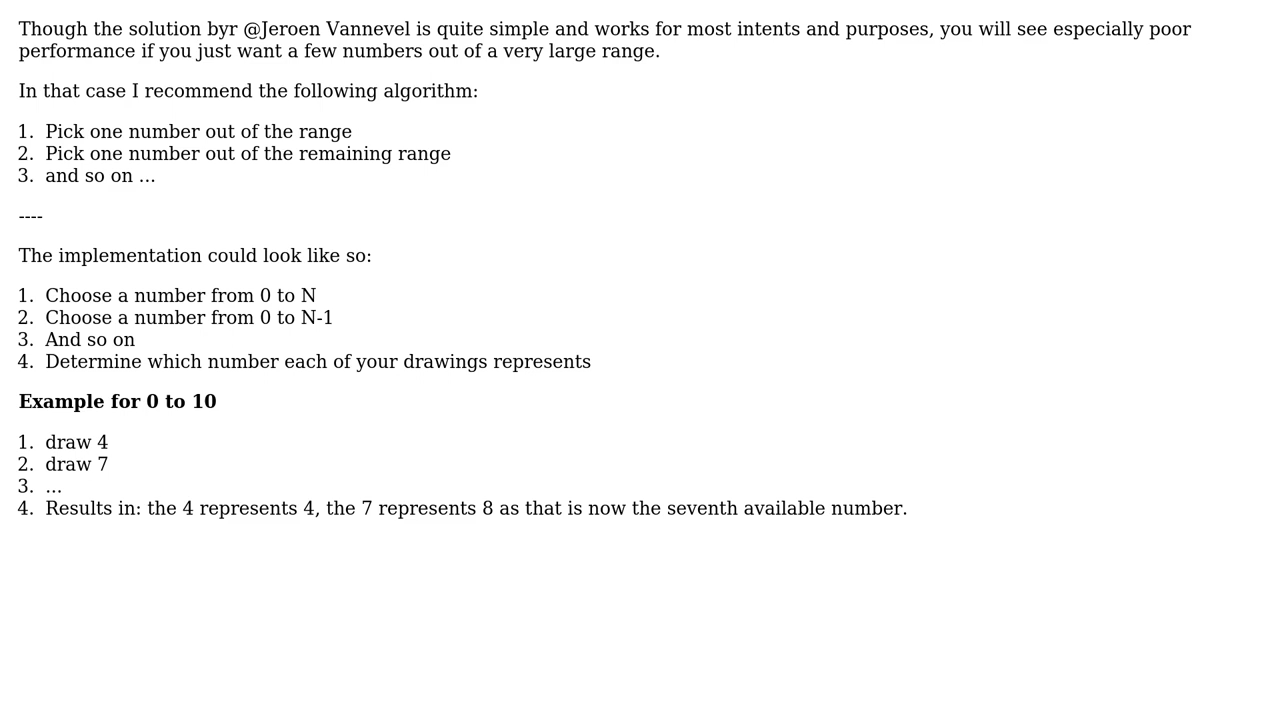 Though the solution byr @Jeroen Vannevel is quite simple and works for most intents and purposes, you will see especially poor
performance if you just want a few numbers out of a very large range.
In that case I recommend the following algorithm:
1. Pick one number out of the range
2. Pick one number out of the remaining range
3. and so on ...
----
The implementation could look like so:
1. Choose a number from 0 to N
2. Choose a number from 0 to N-1
3. And so on
4. Determine which number each of your drawings represents
Example for 0 to 10
1. draw 4
2. draw 7
3. ...
4. Results in: the 4 represents 4, the 7 represents 8 as that is now the seventh available number.